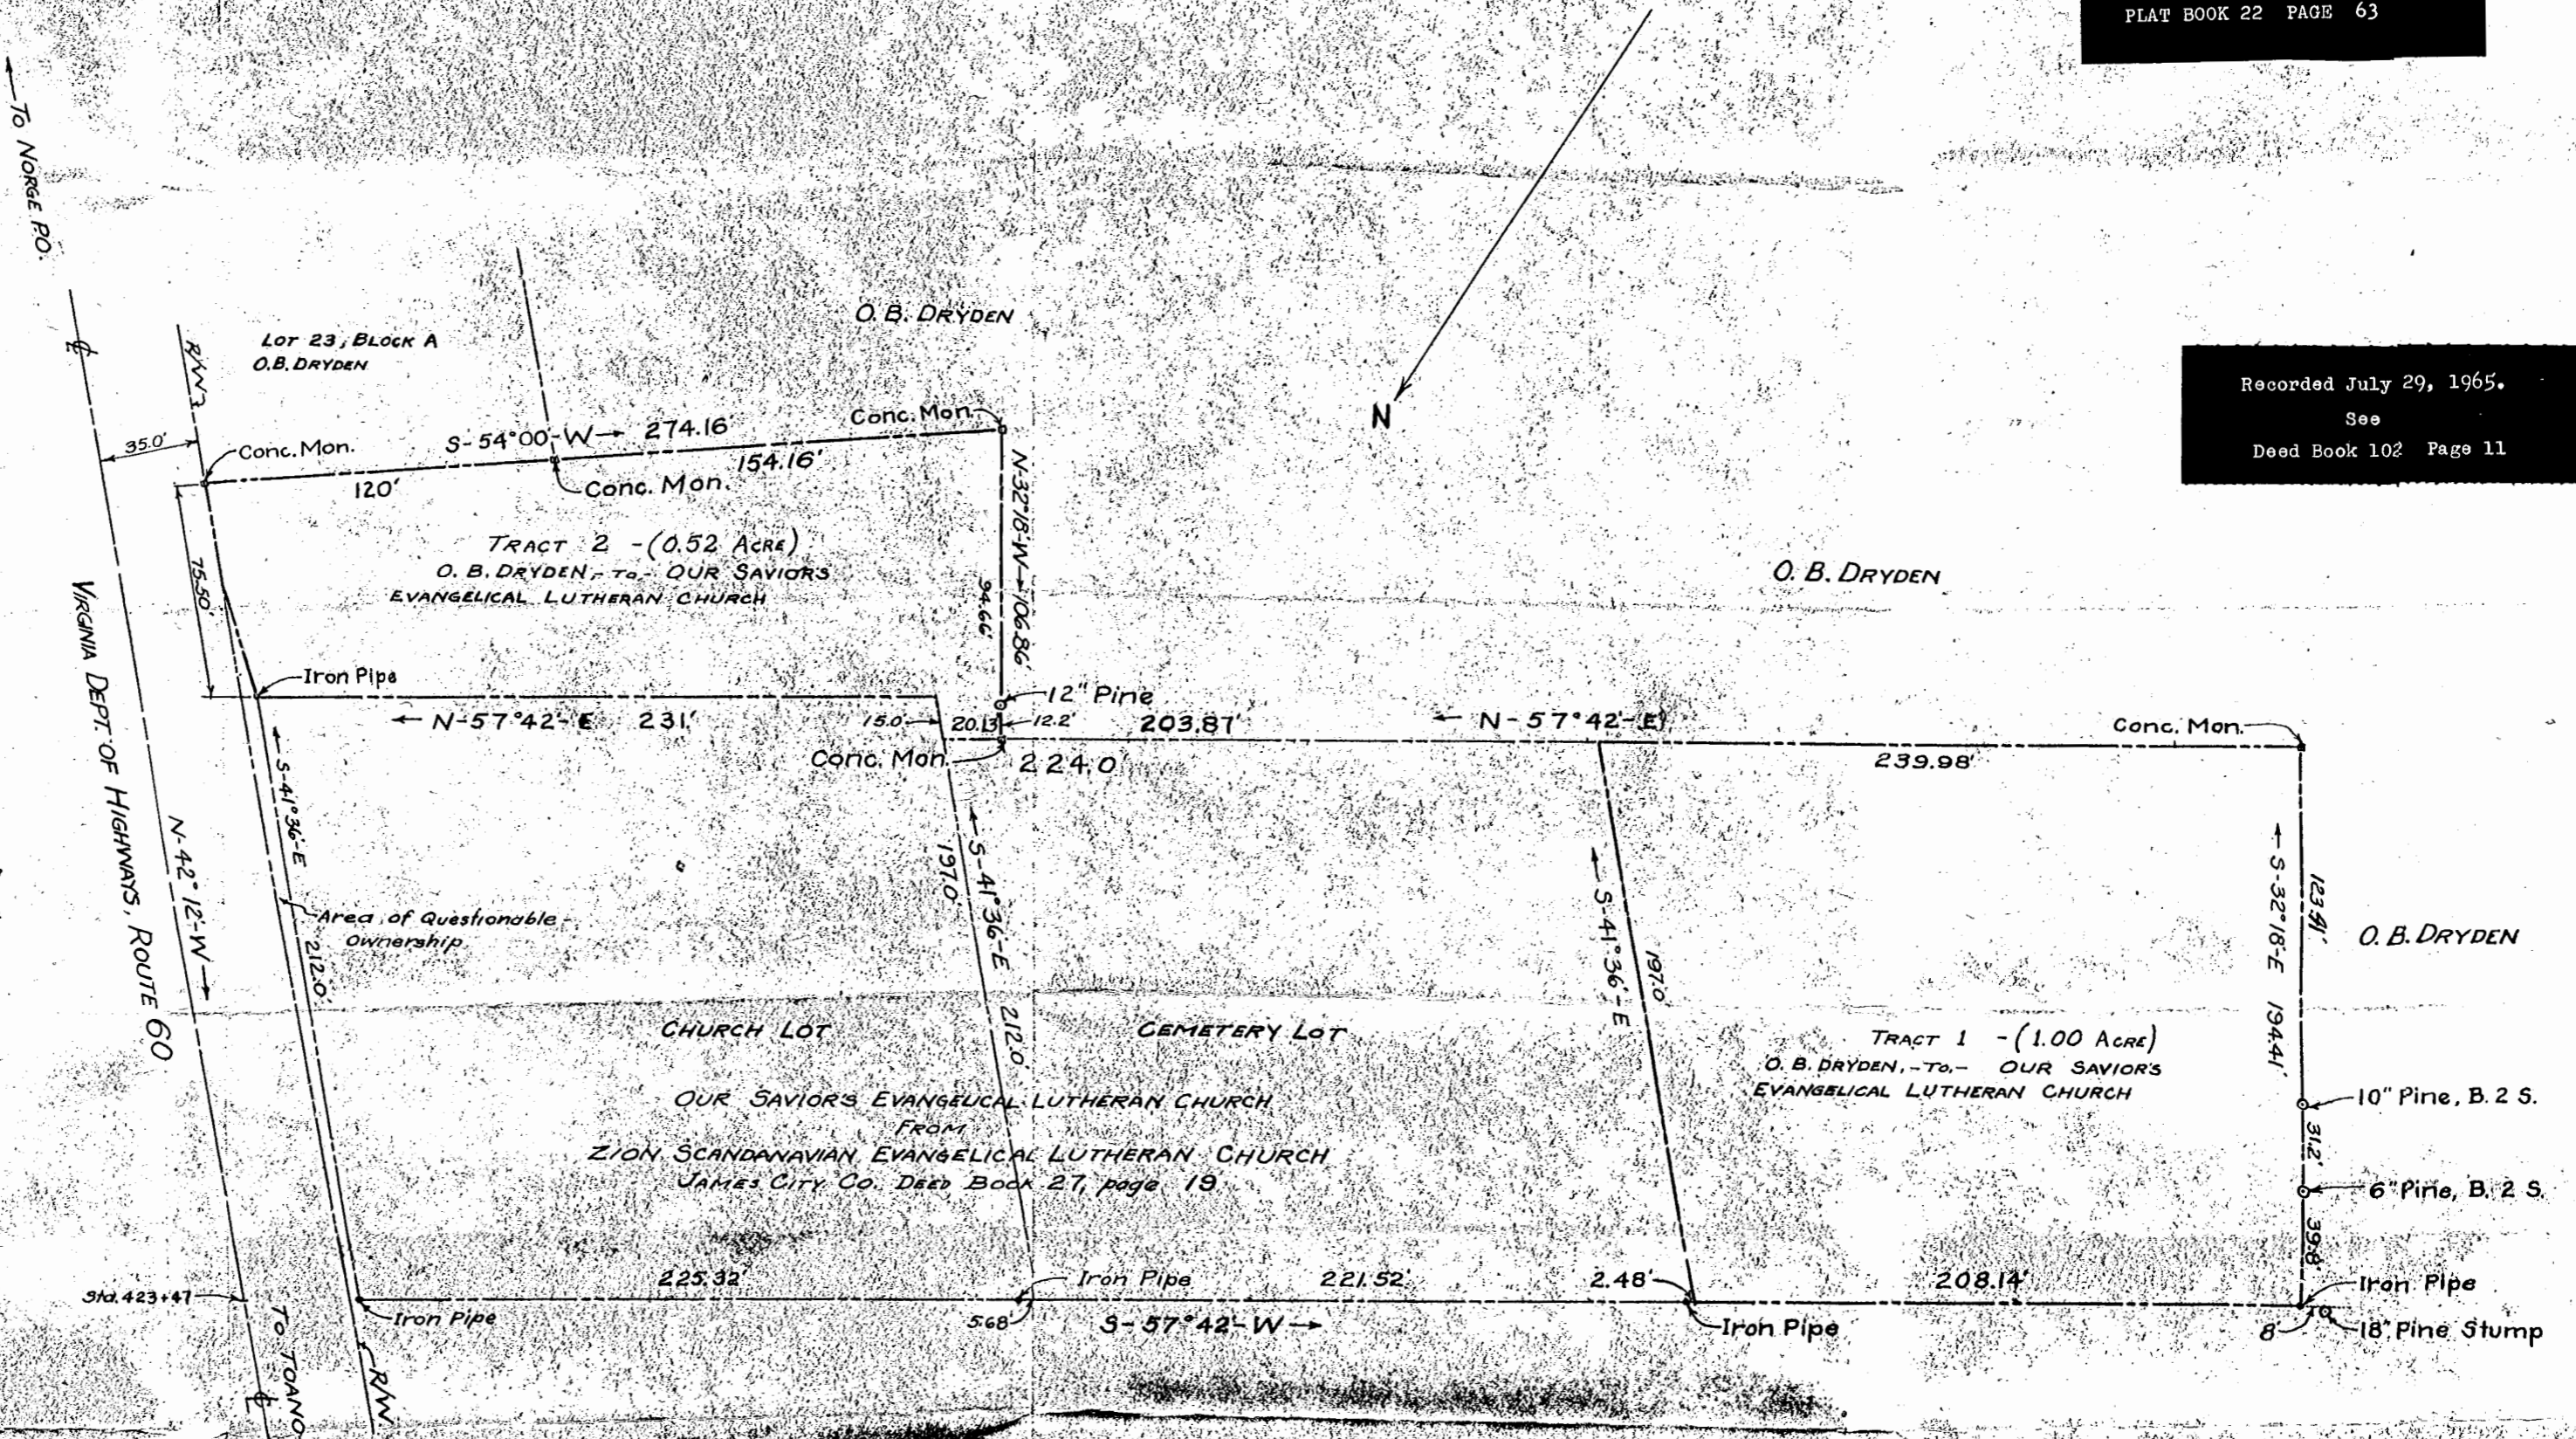 PLAT BOOK 22 PAGE 63
← TO NORGE P.O.
Recorded July 29, 1965.
See
Deed Book 102 Page 11
N
O. B. DRYDEN
LOT 23, BLOCK A
O.B. DRYDEN
R/W
35.0'
Conc. Mon.
S-54°00'-W→ 274.16'
Conc. Mon.
120'
Conc. Mon.
154.16'
N-32°18'-W→106.86'
94.66'
75.50'
TRACT 2 -(0.52 ACRE)
O. B. DRYDEN,-TO- OUR SAVIORS
EVANGELICAL LUTHERAN CHURCH
O. B. DRYDEN
Iron Pipe
12" Pine
← N-57°42'-E 231.'
15.0'
20.13'
12.2'
203.87'
← N-57°42'-E
Conc. Mon.
Conc. Mon.
224.0'
239.98'
VIRGINIA DEPT. OF HIGHWAYS, ROUTE 60
N-42°12'-W→
←S-41°36'-E
212.0'
Area of Questionable
Ownership
197.0'
←S-41°36'-E
212.0'
←S-41°36'-E
197.0'
←S-32°18'-E 194.41'
123.41'
O. B. DRYDEN
CHURCH LOT
CEMETERY LOT
TRACT 1 -(1.00 ACRE)
O. B. DRYDEN,-TO,- OUR SAVIOR'S
EVANGELICAL LUTHERAN CHURCH
OUR SAVIOR'S EVANGELICAL LUTHERAN CHURCH
FROM
ZION SCANDANAVIAN EVANGELICAL LUTHERAN CHURCH
JAMES CITY CO. DEED BOOK 27, page 19
10" Pine, B. 2 S.
31.2'
6" Pine, B. 2 S.
39.8'
Sta. 423+47
225.32'
Iron Pipe
221.52'
2.48'
208.14'
Iron Pipe
Iron Pipe
5.68'
S-57°42'-W→
Iron Pipe
8'
TO
18" Pine Stump
TO TOANO
R/W